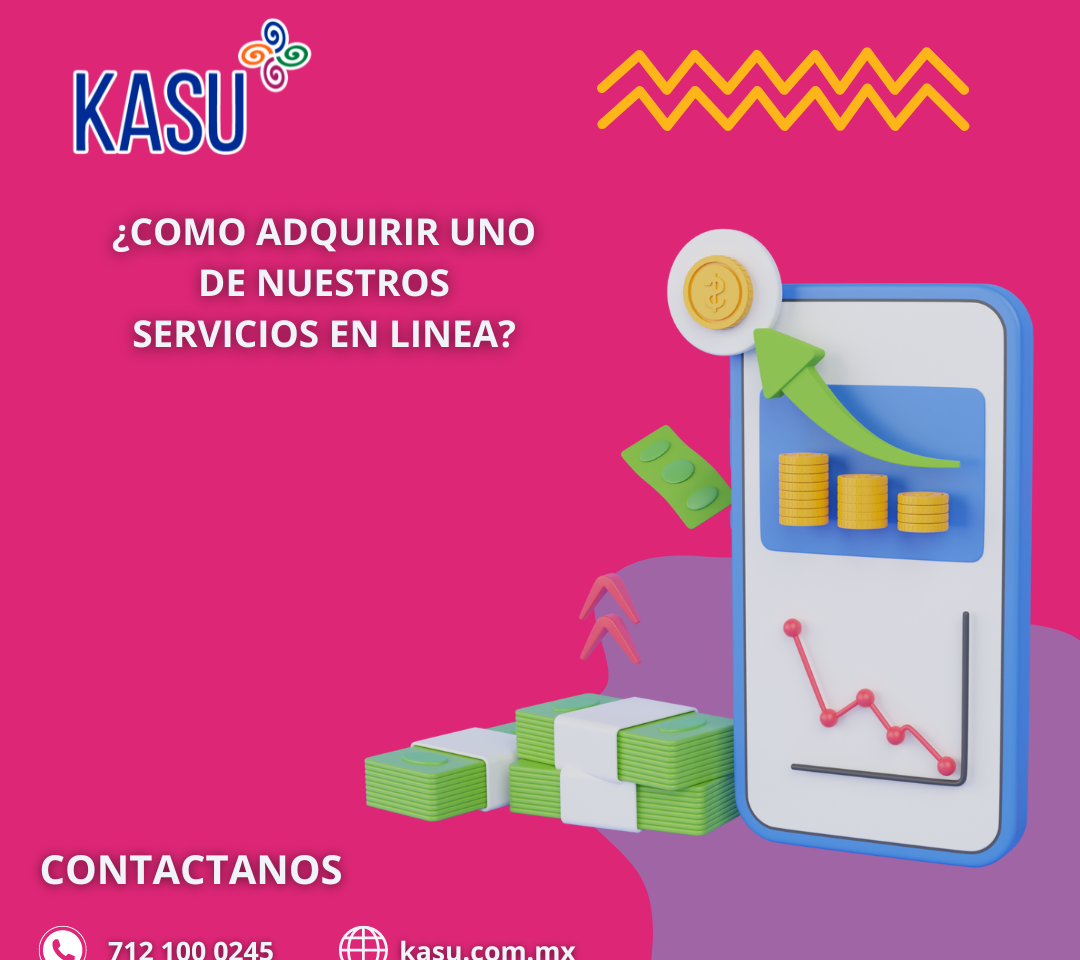 KASU
¿COMO ADQUIRIR UNO
DE NUESTROS
SERVICIOS EN LINEA?
CONTACTANOS
712 100 0245
kasu.com.mx